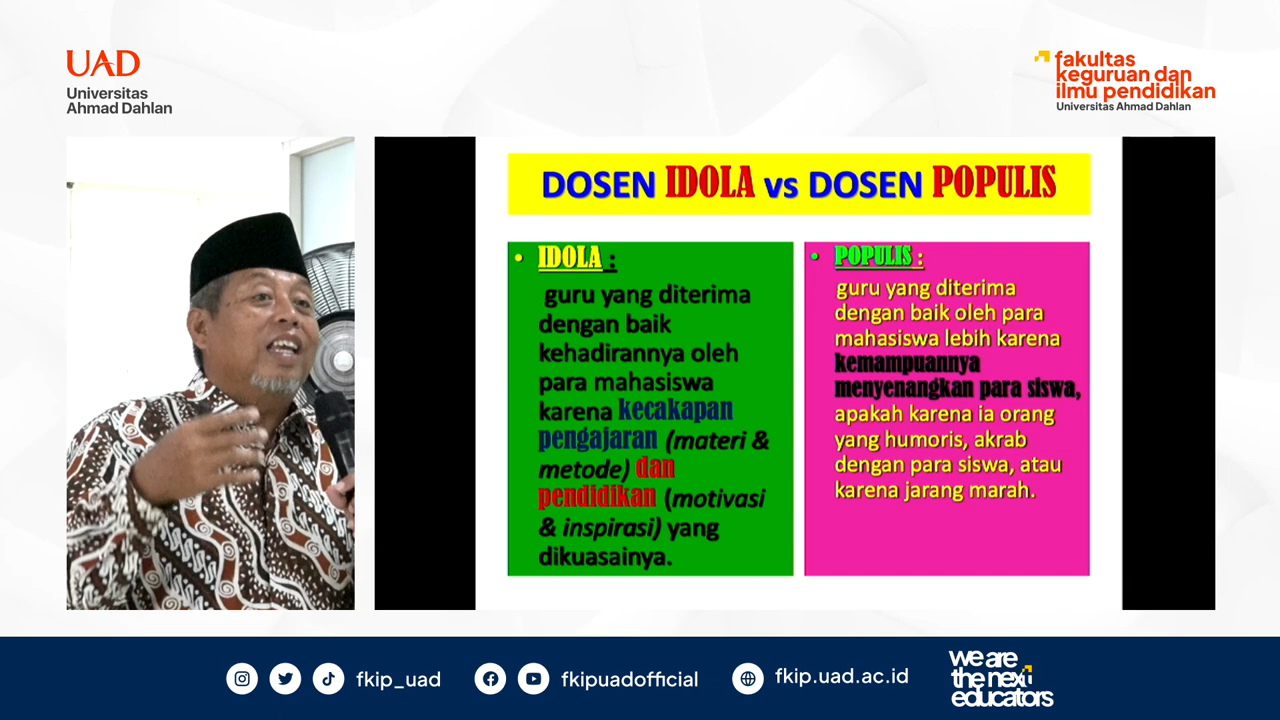 UAD
Universitas
Ahmad Dahlan
fakultas
keguruan dan
ilmu pendidikan
Universitas Ahmad Dahlan
DOSEN IDOLA vs DOSEN POPULIS
• IDOLA :
guru yang diterima
dengan baik
kehadirannya oleh
para mahasiswa
karena kecakapan
pengajaran (materi &
metode) dan
pendidikan (motivasi
& inspirasi) yang
dikuasainya.
• POPULIS :
guru yang diterima
dengan baik oleh para
mahasiswa lebih karena
kemampuannya
menyenangkan para siswa,
apakah karena ia orang
yang humoris, akrab
dengan para siswa, atau
karena jarang marah.
fkip_uad
fkipuadofficial
fkip.uad.ac.id
we are
the next
educators